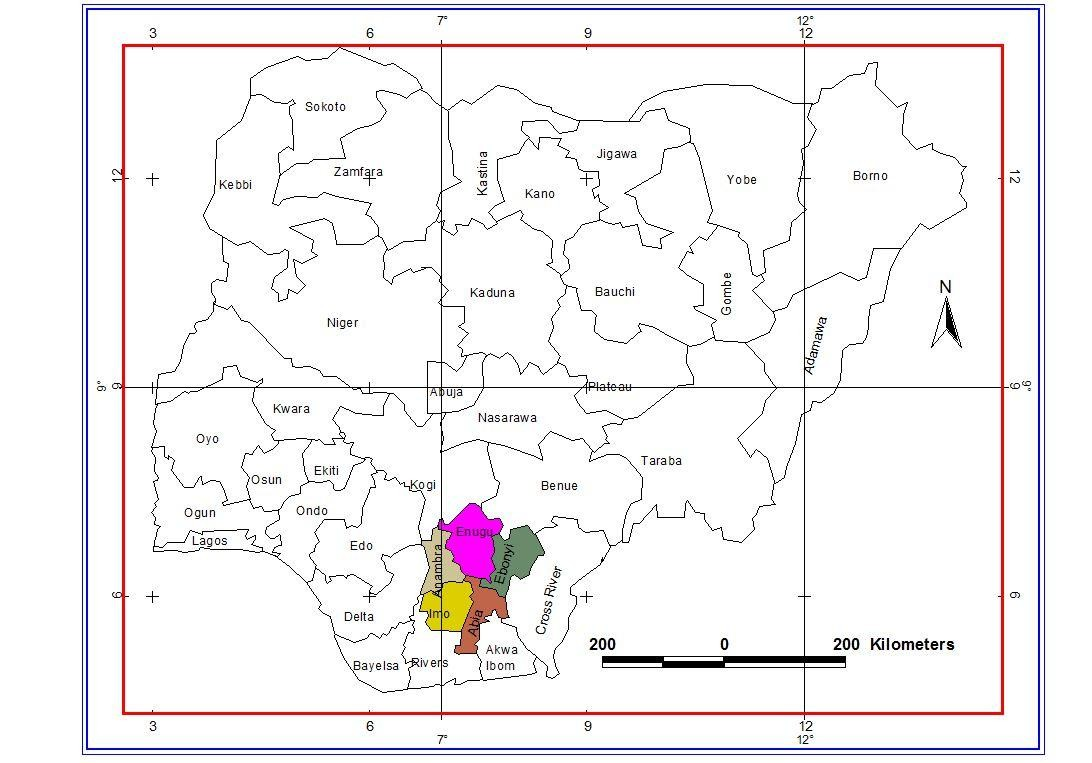 7° 12°
3 6 9 12
Sokoto
Jigawa
Kastina
Zamfara
Kebbi
Kano
Yobe
Borno
12 12
Kaduna
Bauchi
Gombe
N
Niger
Adamawa
9° 9 9 9°
Abuja
Plateau
Kwara
Nasarawa
Oyo
Ekiti
Osun
Taraba
Kogi
Benue
Ogun
Ondo
Lagos
Edo
Enugu
Anambra
Ebonyi
Cross River
6 6
Delta
Imo
Abia
200 0 200 Kilometers
Bayelsa
Rivers
Akwa
Ibom
3 6 9 12
7° 12°